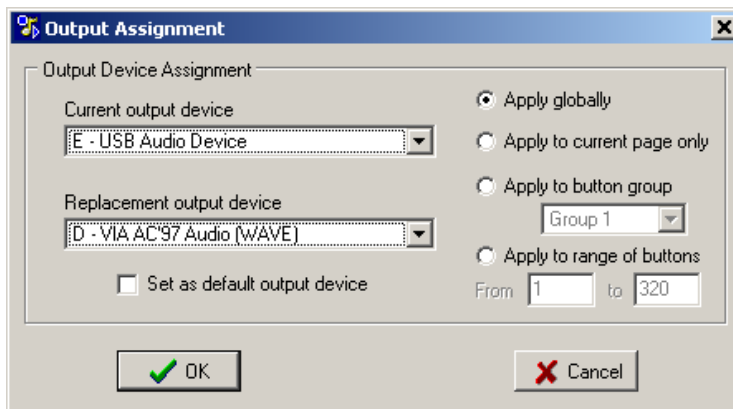 Output Assignment
Output Device Assignment
Current output device
E - USB Audio Device
Replacement output device
D - VIA AC'97 Audio (WAVE)
Set as default output device
Apply globally
Apply to current page only
Apply to button group
Group 1
Apply to range of buttons
From 1 to 320
OK
Cancel